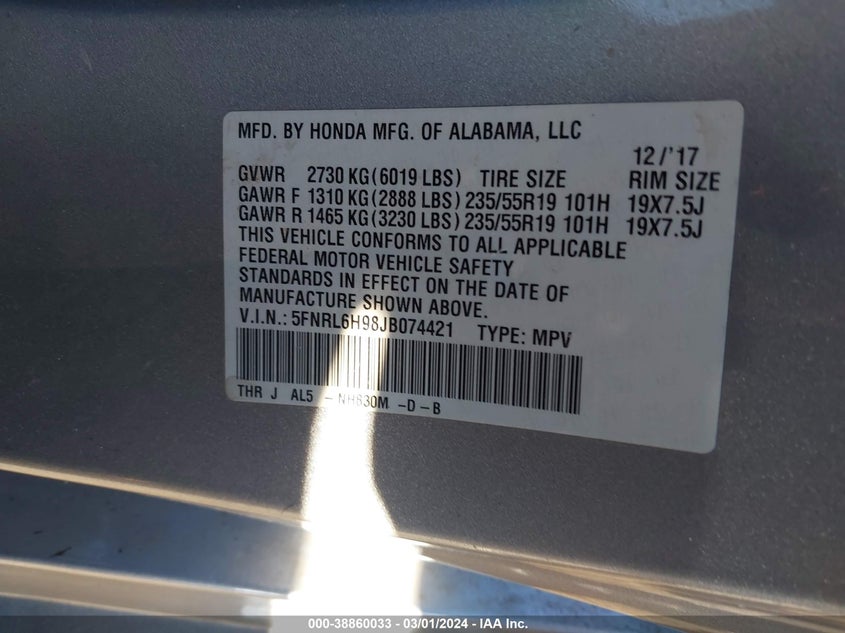 MFD. BY HONDA MFG. OF ALABAMA, LLC
12/'17
GVWR 2730 KG(6019 LBS) TIRE SIZE RIM SIZE
GAWR F 1310 KG(2888 LBS) 235/55R19 101H 19X7.5J
GAWR R 1465 KG(3230 LBS) 235/55R19 101H 19X7.5J
THIS VEHICLE CONFORMS TO ALL APPLICABLE
FEDERAL MOTOR VEHICLE SAFETY
STANDARDS IN EFFECT ON THE DATE OF
MANUFACTURE SHOWN ABOVE.
V.I.N.: 5FNRL6H98JB074421 TYPE: MPV
THR J AL5 -NH830M -D-B
000-38860033 - 03/01/2024 - IAA Inc.